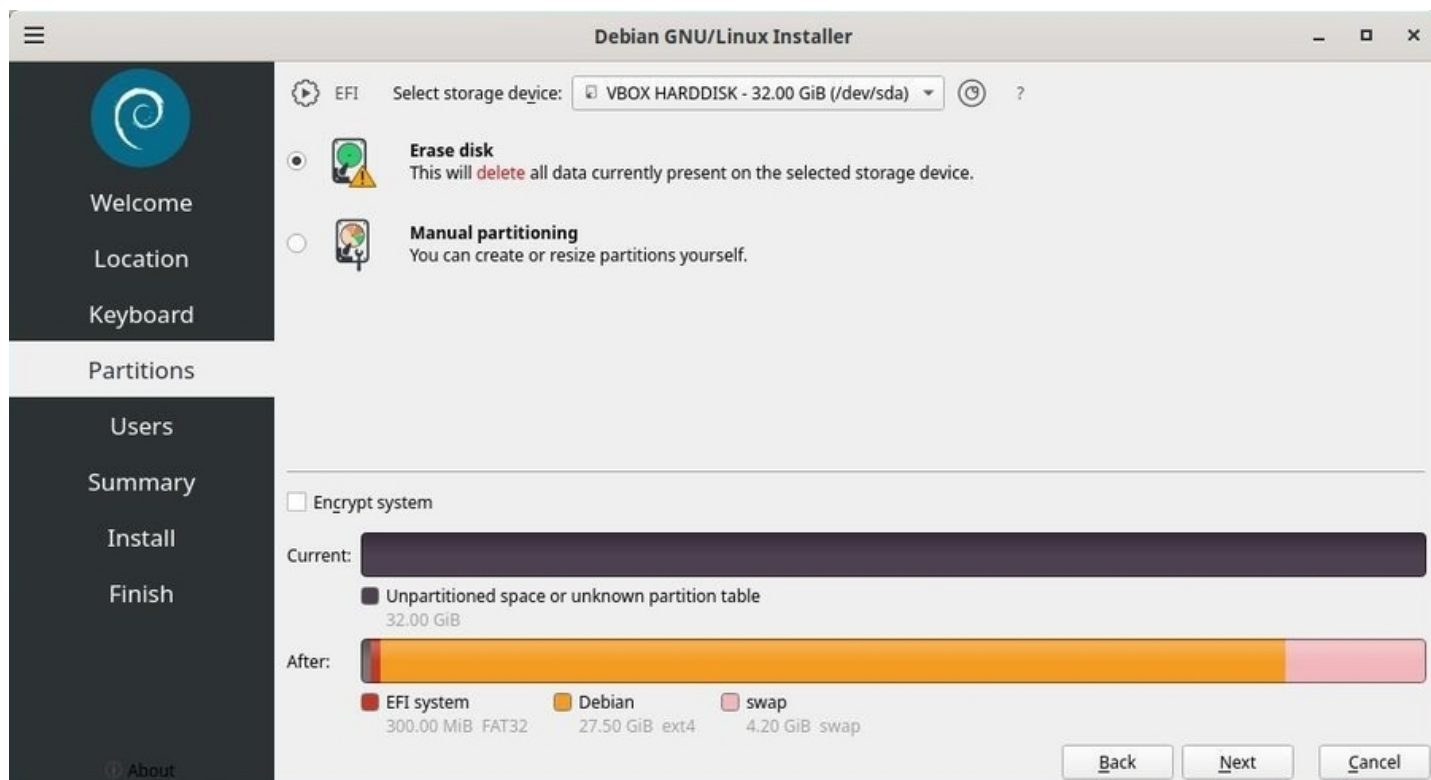 Debian GNU/Linux Installer
EFI Select storage device: VBOX HARDDISK - 32.00 GiB (/dev/sda) ?
Erase disk
This will delete all data currently present on the selected storage device.
Manual partitioning
You can create or resize partitions yourself.
Welcome
Location
Keyboard
Partitions
Users
Summary
Install
Finish
About
Encrypt system
Current:
Unpartitioned space or unknown partition table
32.00 GiB
After:
EFI system Debian swap
300.00 MiB FAT32 27.50 GiB ext4 4.20 GiB swap
Back Next Cancel